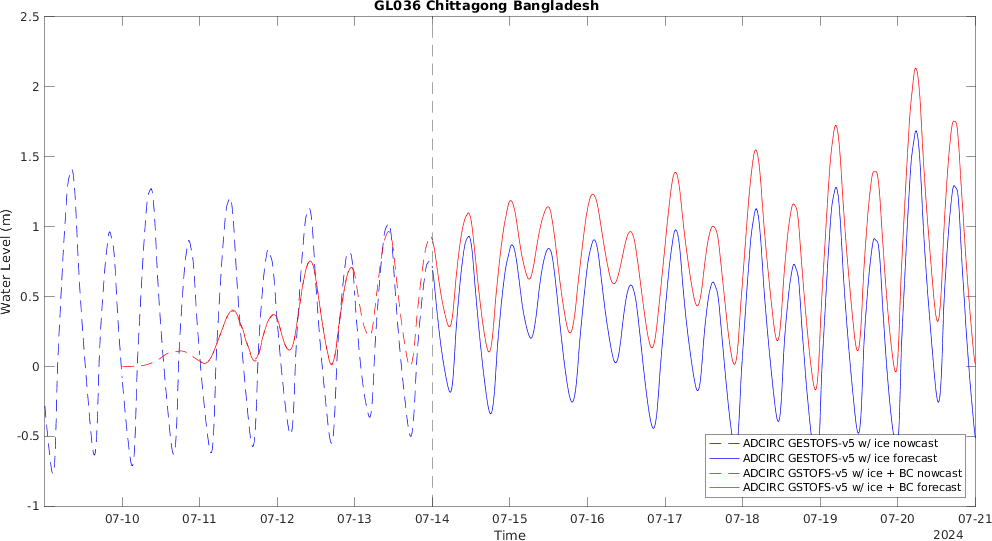 GL036 Chittagong Bangladesh
2.5
2
1.5
1
0.5
0
-0.5
-1
Water Level (m)
07-10 07-11 07-12 07-13 07-14 07-15 07-16 07-17 07-18 07-19 07-20 07-21
Time
2024
ADCIRC GESTOFS-v5 w/ ice nowcast
ADCIRC GESTOFS-v5 w/ ice forecast
ADCIRC GSTOFS-v5 w/ ice + BC nowcast
ADCIRC GSTOFS-v5 w/ ice + BC forecast